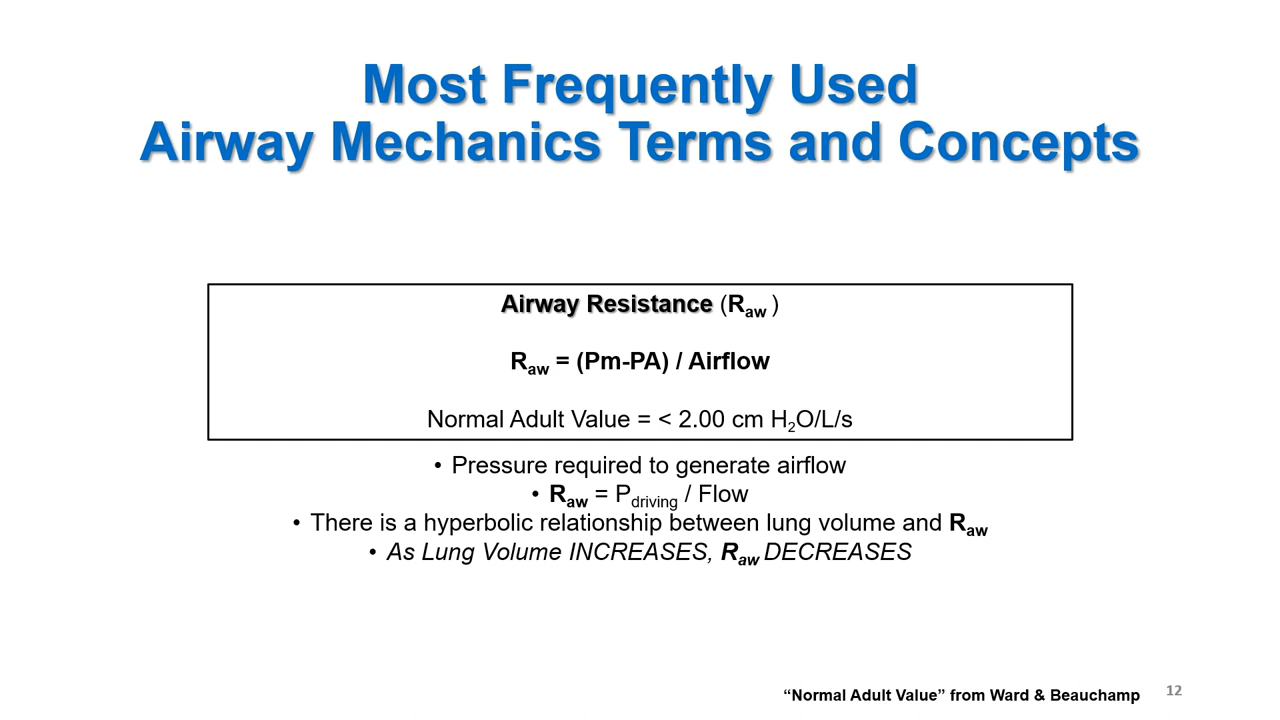 Most Frequently Used
Airway Mechanics Terms and Concepts
Airway Resistance (Raw )
Raw = (Pm-PA) / Airflow
Normal Adult Value = < 2.00 cm H2O/L/s
• Pressure required to generate airflow
• Raw = Pdriving / Flow
• There is a hyperbolic relationship between lung volume and Raw
• As Lung Volume INCREASES, Raw DECREASES
“Normal Adult Value” from Ward & Beauchamp
12